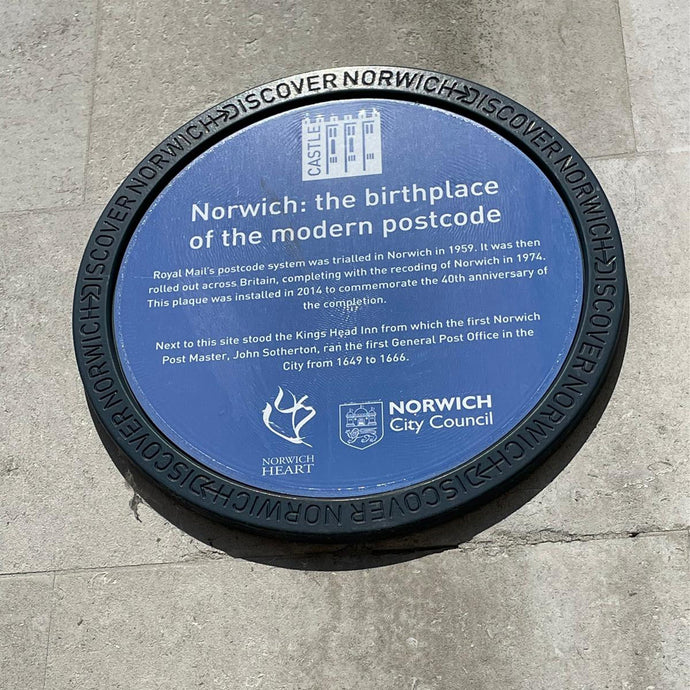 DISCOVER NORWICH DISCOVER NORWICH DISCOVER NORWICH DISCOVER NORWICH DISCOVER NORWICH DISCOVER NORWICH DISCOVER NORWICH
CASTLE
Norwich: the birthplace
of the modern postcode
Royal Mail's postcode system was trialled in Norwich in 1959. It was then
rolled out across Britain, completing with the recoding of Norwich in 1974.
This plaque was installed in 2014 to commemorate the 40th anniversary of
the completion.
Next to this site stood the Kings Head Inn from which the first Norwich
Post Master, John Sotherton, ran the first General Post Office in the
City from 1649 to 1666.
NORWICH
HEART
NORWICH
City Council